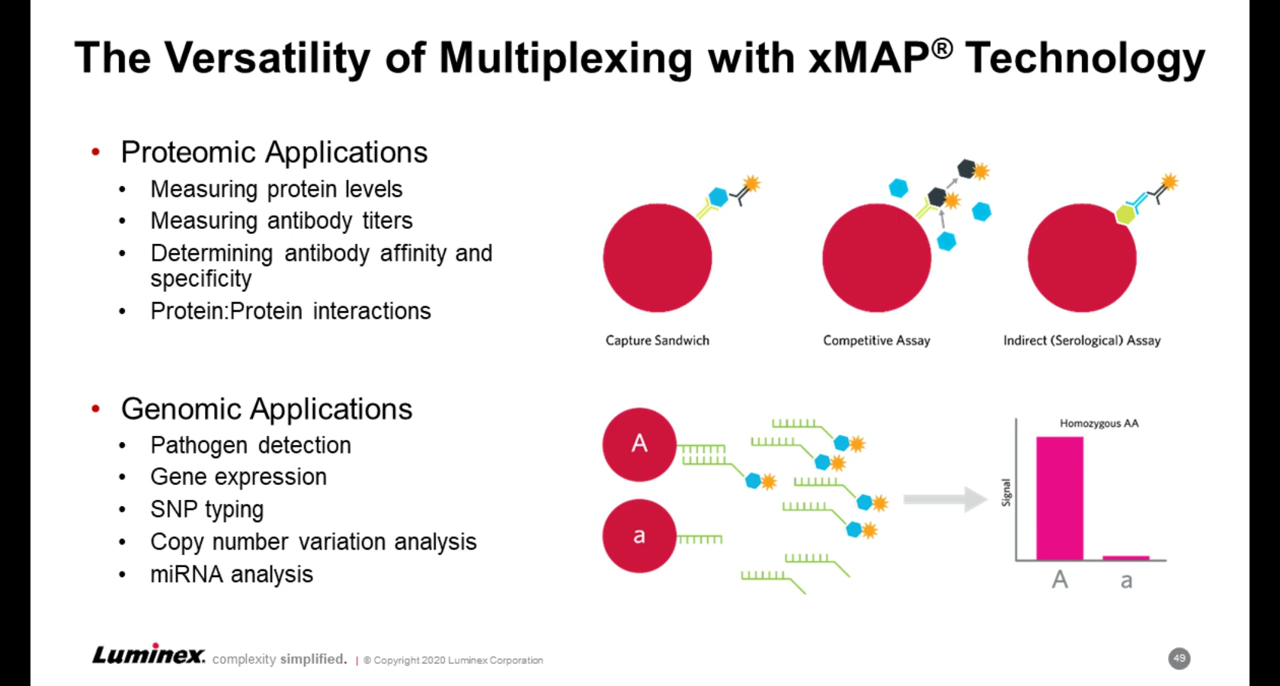 The Versatility of Multiplexing with xMAP® Technology
• Proteomic Applications
• Measuring protein levels
• Measuring antibody titers
• Determining antibody affinity and
specificity
• Protein:Protein interactions
Capture Sandwich
Competitive Assay
Indirect (Serological) Assay
• Genomic Applications
• Pathogen detection
• Gene expression
• SNP typing
• Copy number variation analysis
• miRNA analysis
A
a
Homozygous AA
Signal
A
a
Luminex. complexity simplified. | © Copyright 2020 Luminex Corporation
49